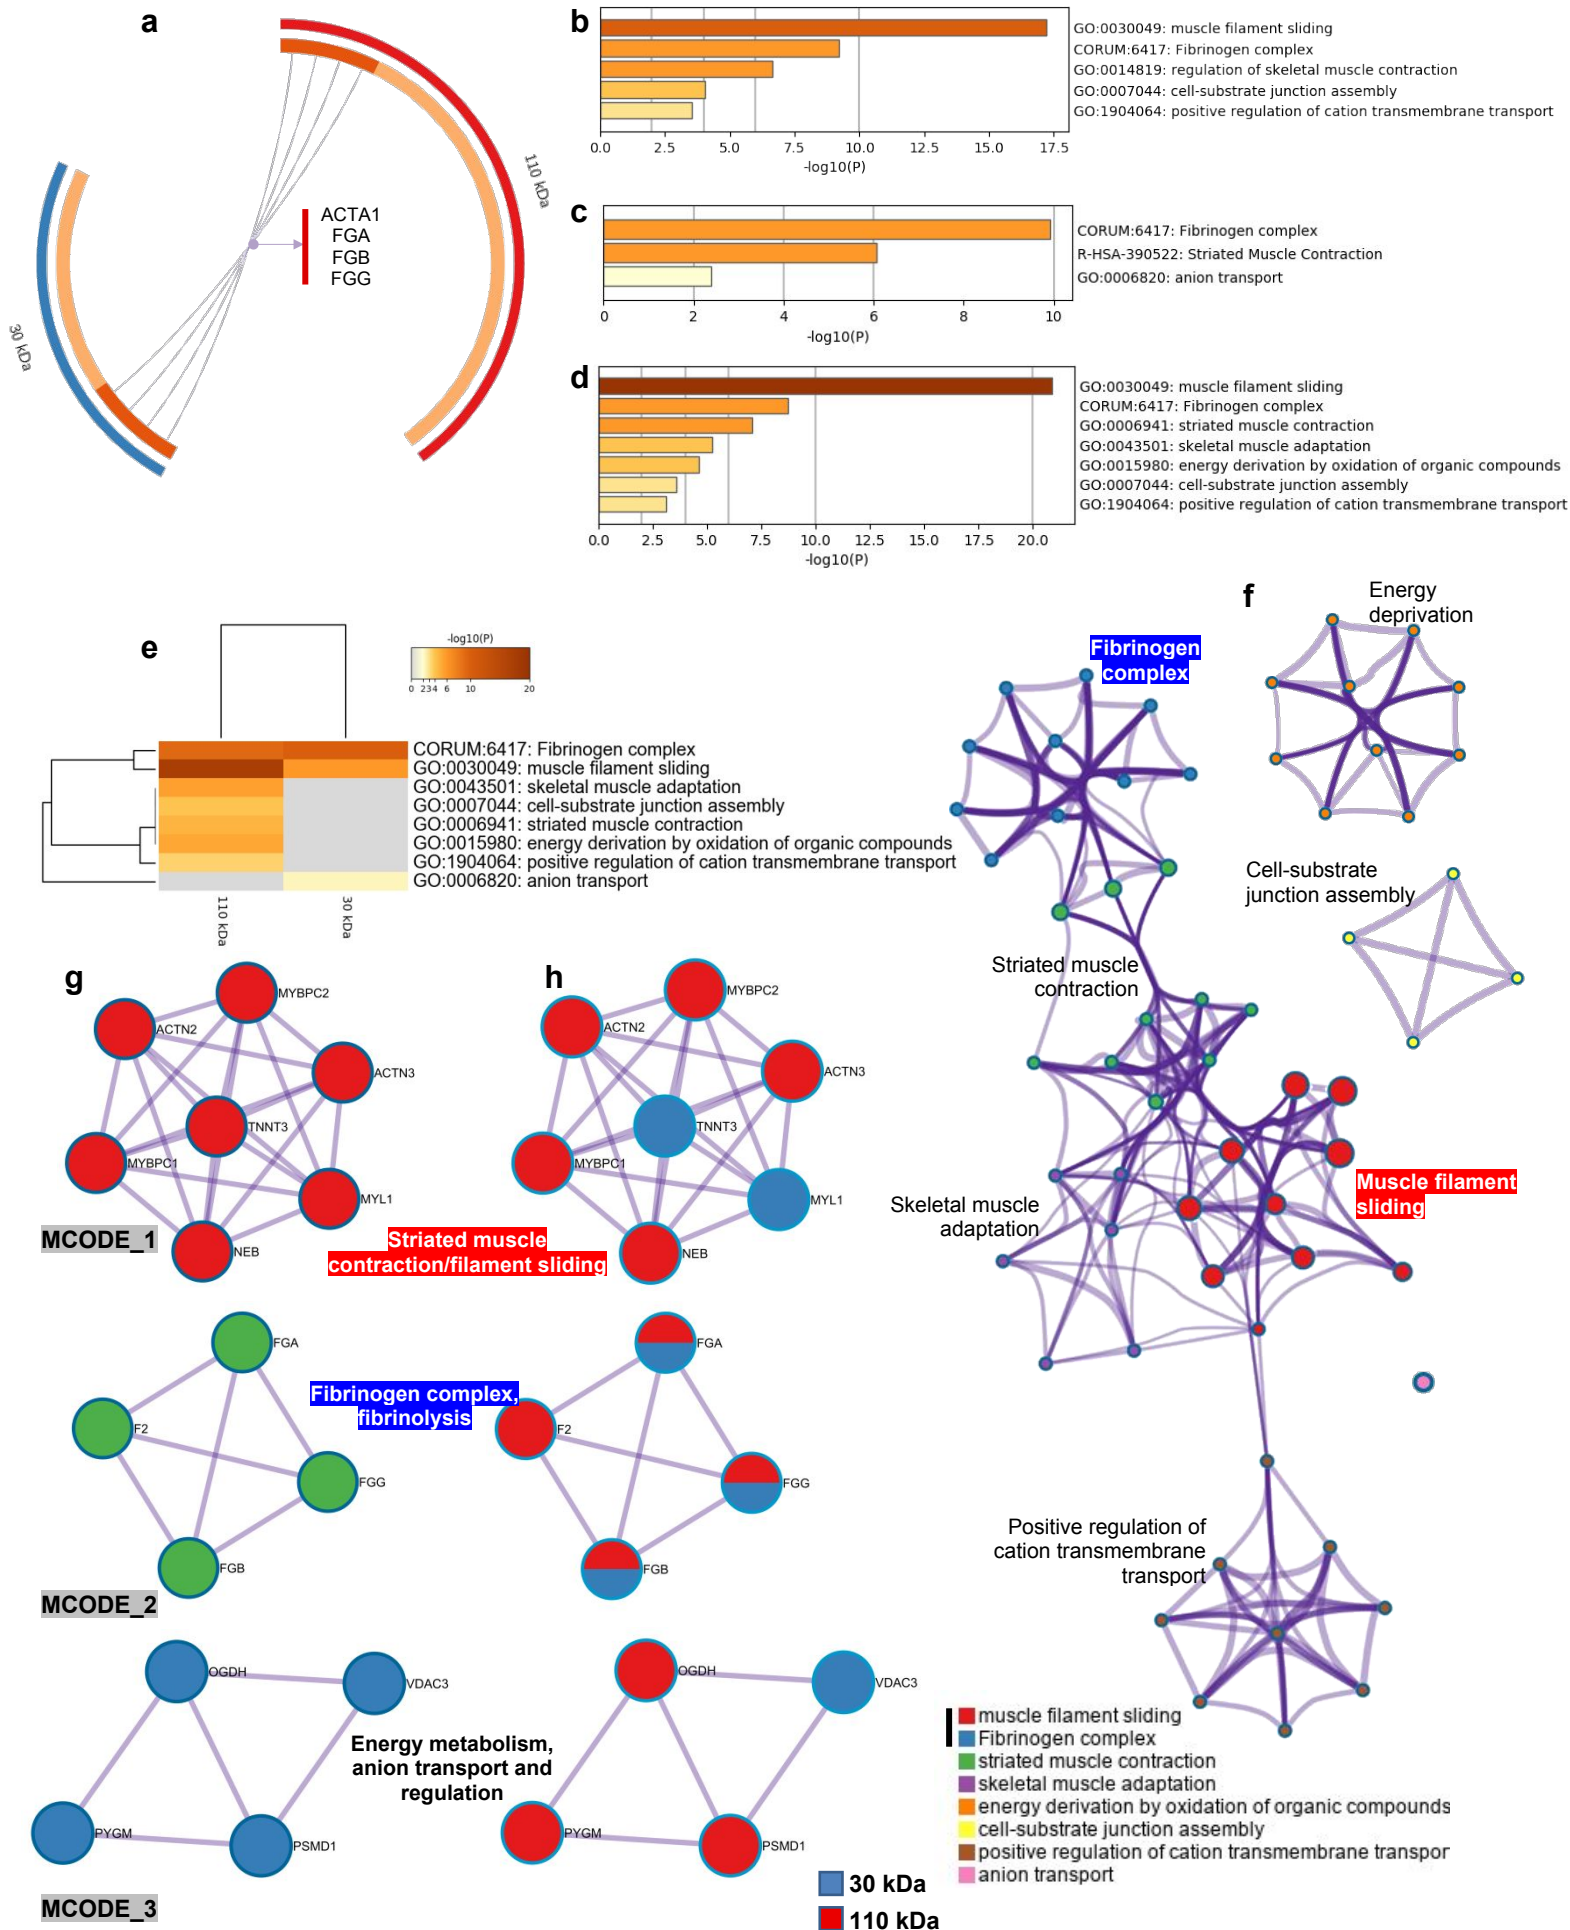 a
110 kDa
30 kDa
ACTA1
FGA
FGB
FGG
b
GO:0030049: muscle filament sliding
CORUM:6417: Fibrinogen complex
GO:0014819: regulation of skeletal muscle contraction
GO:0007044: cell-substrate junction assembly
GO:1904064: positive regulation of cation transmembrane transport
0.0 2.5 5.0 7.5 10.0 12.5 15.0 17.5
-log10(P)
c
CORUM:6417: Fibrinogen complex
R-HSA-390522: Striated Muscle Contraction
GO:0006820: anion transport
0 2 4 6 8 10
-log10(P)
d
GO:0030049: muscle filament sliding
CORUM:6417: Fibrinogen complex
GO:0006941: striated muscle contraction
GO:0043501: skeletal muscle adaptation
GO:0015980: energy derivation by oxidation of organic compounds
GO:0007044: cell-substrate junction assembly
GO:1904064: positive regulation of cation transmembrane transport
0.0 2.5 5.0 7.5 10.0 12.5 15.0 17.5 20.0
-log10(P)
e
-log10(P)
0 2 3 4 6 10 20
CORUM:6417: Fibrinogen complex
GO:0030049: muscle filament sliding
GO:0043501: skeletal muscle adaptation
GO:0007044: cell-substrate junction assembly
GO:0006941: striated muscle contraction
GO:0015980: energy derivation by oxidation of organic compounds
GO:1904064: positive regulation of cation transmembrane transport
GO:0006820: anion transport
110 kDa
30 kDa
f
Energy
deprivation
Fibrinogen
complex
Cell-substrate
junction assembly
Striated muscle
contraction
Muscle filament
sliding
Skeletal muscle
adaptation
Positive regulation of
cation transmembrane
transport
muscle filament sliding
Fibrinogen complex
striated muscle contraction
skeletal muscle adaptation
energy derivation by oxidation of organic compounds
cell-substrate junction assembly
positive regulation of cation transmembrane transpor
anion transport
g
MYBPC2
ACTN2
ACTN3
TNNT3
MYBPC1
MYL1
NEB
MCODE_1
h
MYBPC2
ACTN2
ACTN3
TNNT3
MYBPC1
MYL1
NEB
Striated muscle
contraction/filament sliding
FGA
F2
FGG
FGB
MCODE_2
Fibrinogen complex,
fibrinolysis
FGA
F2
FGG
FGB
OGDH
VDAC3
PYGM
PSMD1
MCODE_3
Energy metabolism,
anion transport and
regulation
OGDH
VDAC3
PYGM
PSMD1
30 kDa
110 kDa